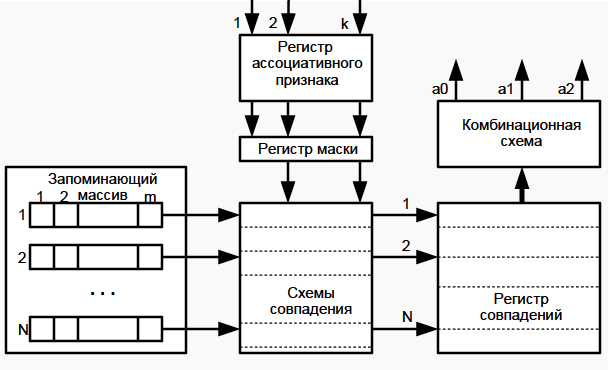 1 2 k
Регистр
ассоциативного
признака
a0 a1 a2
Комбинационная
схема
Регистр маски
Запоминающий
массив
1 2 m
1
2
. . .
N
Схемы
совпадения
1
2
N
Регистр
совпадений